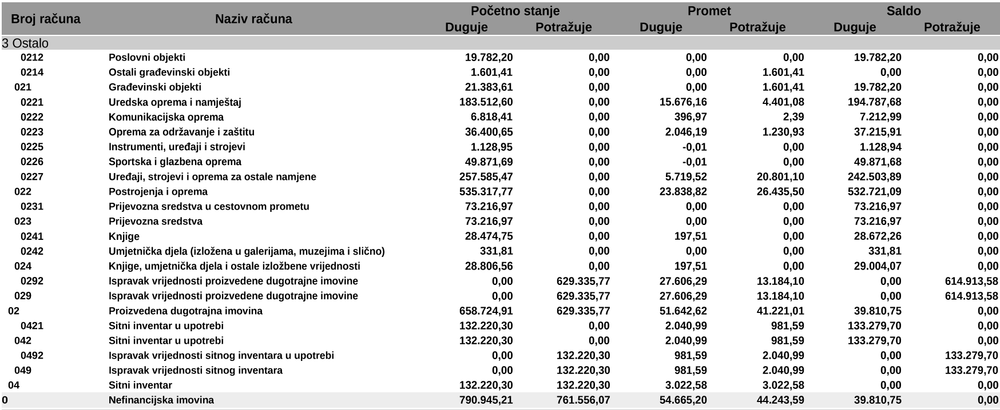 Broj računa Naziv računa Početno stanje Promet Saldo
Duguje Potražuje Duguje Potražuje Duguje Potražuje
3 Ostalo
0212 Poslovni objekti 19.782,20 0,00 0,00 0,00 19.782,20 0,00
0214 Ostali građevinski objekti 1.601,41 0,00 0,00 1.601,41 0,00 0,00
021 Građevinski objekti 21.383,61 0,00 0,00 1.601,41 19.782,20 0,00
0221 Uredska oprema i namještaj 183.512,60 0,00 15.676,16 4.401,08 194.787,68 0,00
0222 Komunikacijska oprema 6.818,41 0,00 396,97 2,39 7.212,99 0,00
0223 Oprema za održavanje i zaštitu 36.400,65 0,00 2.046,19 1.230,93 37.215,91 0,00
0225 Instrumenti, uređaji i strojevi 1.128,95 0,00 -0,01 0,00 1.128,94 0,00
0226 Sportska i glazbena oprema 49.871,69 0,00 -0,01 0,00 49.871,68 0,00
0227 Uređaji, strojevi i oprema za ostale namjene 257.585,47 0,00 5.719,52 20.801,10 242.503,89 0,00
022 Postrojenja i oprema 535.317,77 0,00 23.838,82 26.435,50 532.721,09 0,00
0231 Prijevozna sredstva u cestovnom prometu 73.216,97 0,00 0,00 0,00 73.216,97 0,00
023 Prijevozna sredstva 73.216,97 0,00 0,00 0,00 73.216,97 0,00
0241 Knjige 28.474,75 0,00 197,51 0,00 28.672,26 0,00
0242 Umjetnička djela (izložena u galerijama, muzejima i slično) 331,81 0,00 0,00 0,00 331,81 0,00
024 Knjige, umjetnička djela i ostale izložbene vrijednosti 28.806,56 0,00 197,51 0,00 29.004,07 0,00
0292 Ispravak vrijednosti proizvedene dugotrajne imovine 0,00 629.335,77 27.606,29 13.184,10 0,00 614.913,58
029 Ispravak vrijednosti proizvedene dugotrajne imovine 0,00 629.335,77 27.606,29 13.184,10 0,00 614.913,58
02 Proizvedena dugotrajna imovina 658.724,91 629.335,77 51.642,62 41.221,01 39.810,75 0,00
0421 Sitni inventar u upotrebi 132.220,30 0,00 2.040,99 981,59 133.279,70 0,00
042 Sitni inventar u upotrebi 132.220,30 0,00 2.040,99 981,59 133.279,70 0,00
0492 Ispravak vrijednosti sitnog inventara u upotrebi 0,00 132.220,30 981,59 2.040,99 0,00 133.279,70
049 Ispravak vrijednosti sitnog inventara 0,00 132.220,30 981,59 2.040,99 0,00 133.279,70
04 Sitni inventar 132.220,30 132.220,30 3.022,58 3.022,58 0,00 0,00
0 Nefinancijska imovina 790.945,21 761.556,07 54.665,20 44.243,59 39.810,75 0,00